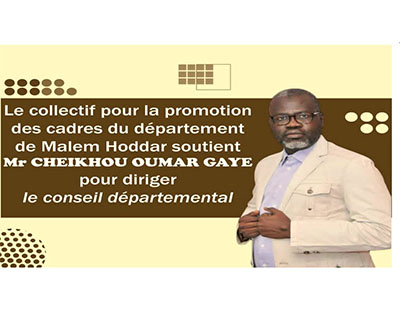 Le collectif pour la promotion
des cadres du département
de Malem Hoddar soutient
Mr CHEIKHOU OUMAR GAYE
pour diriger
le conseil départemental